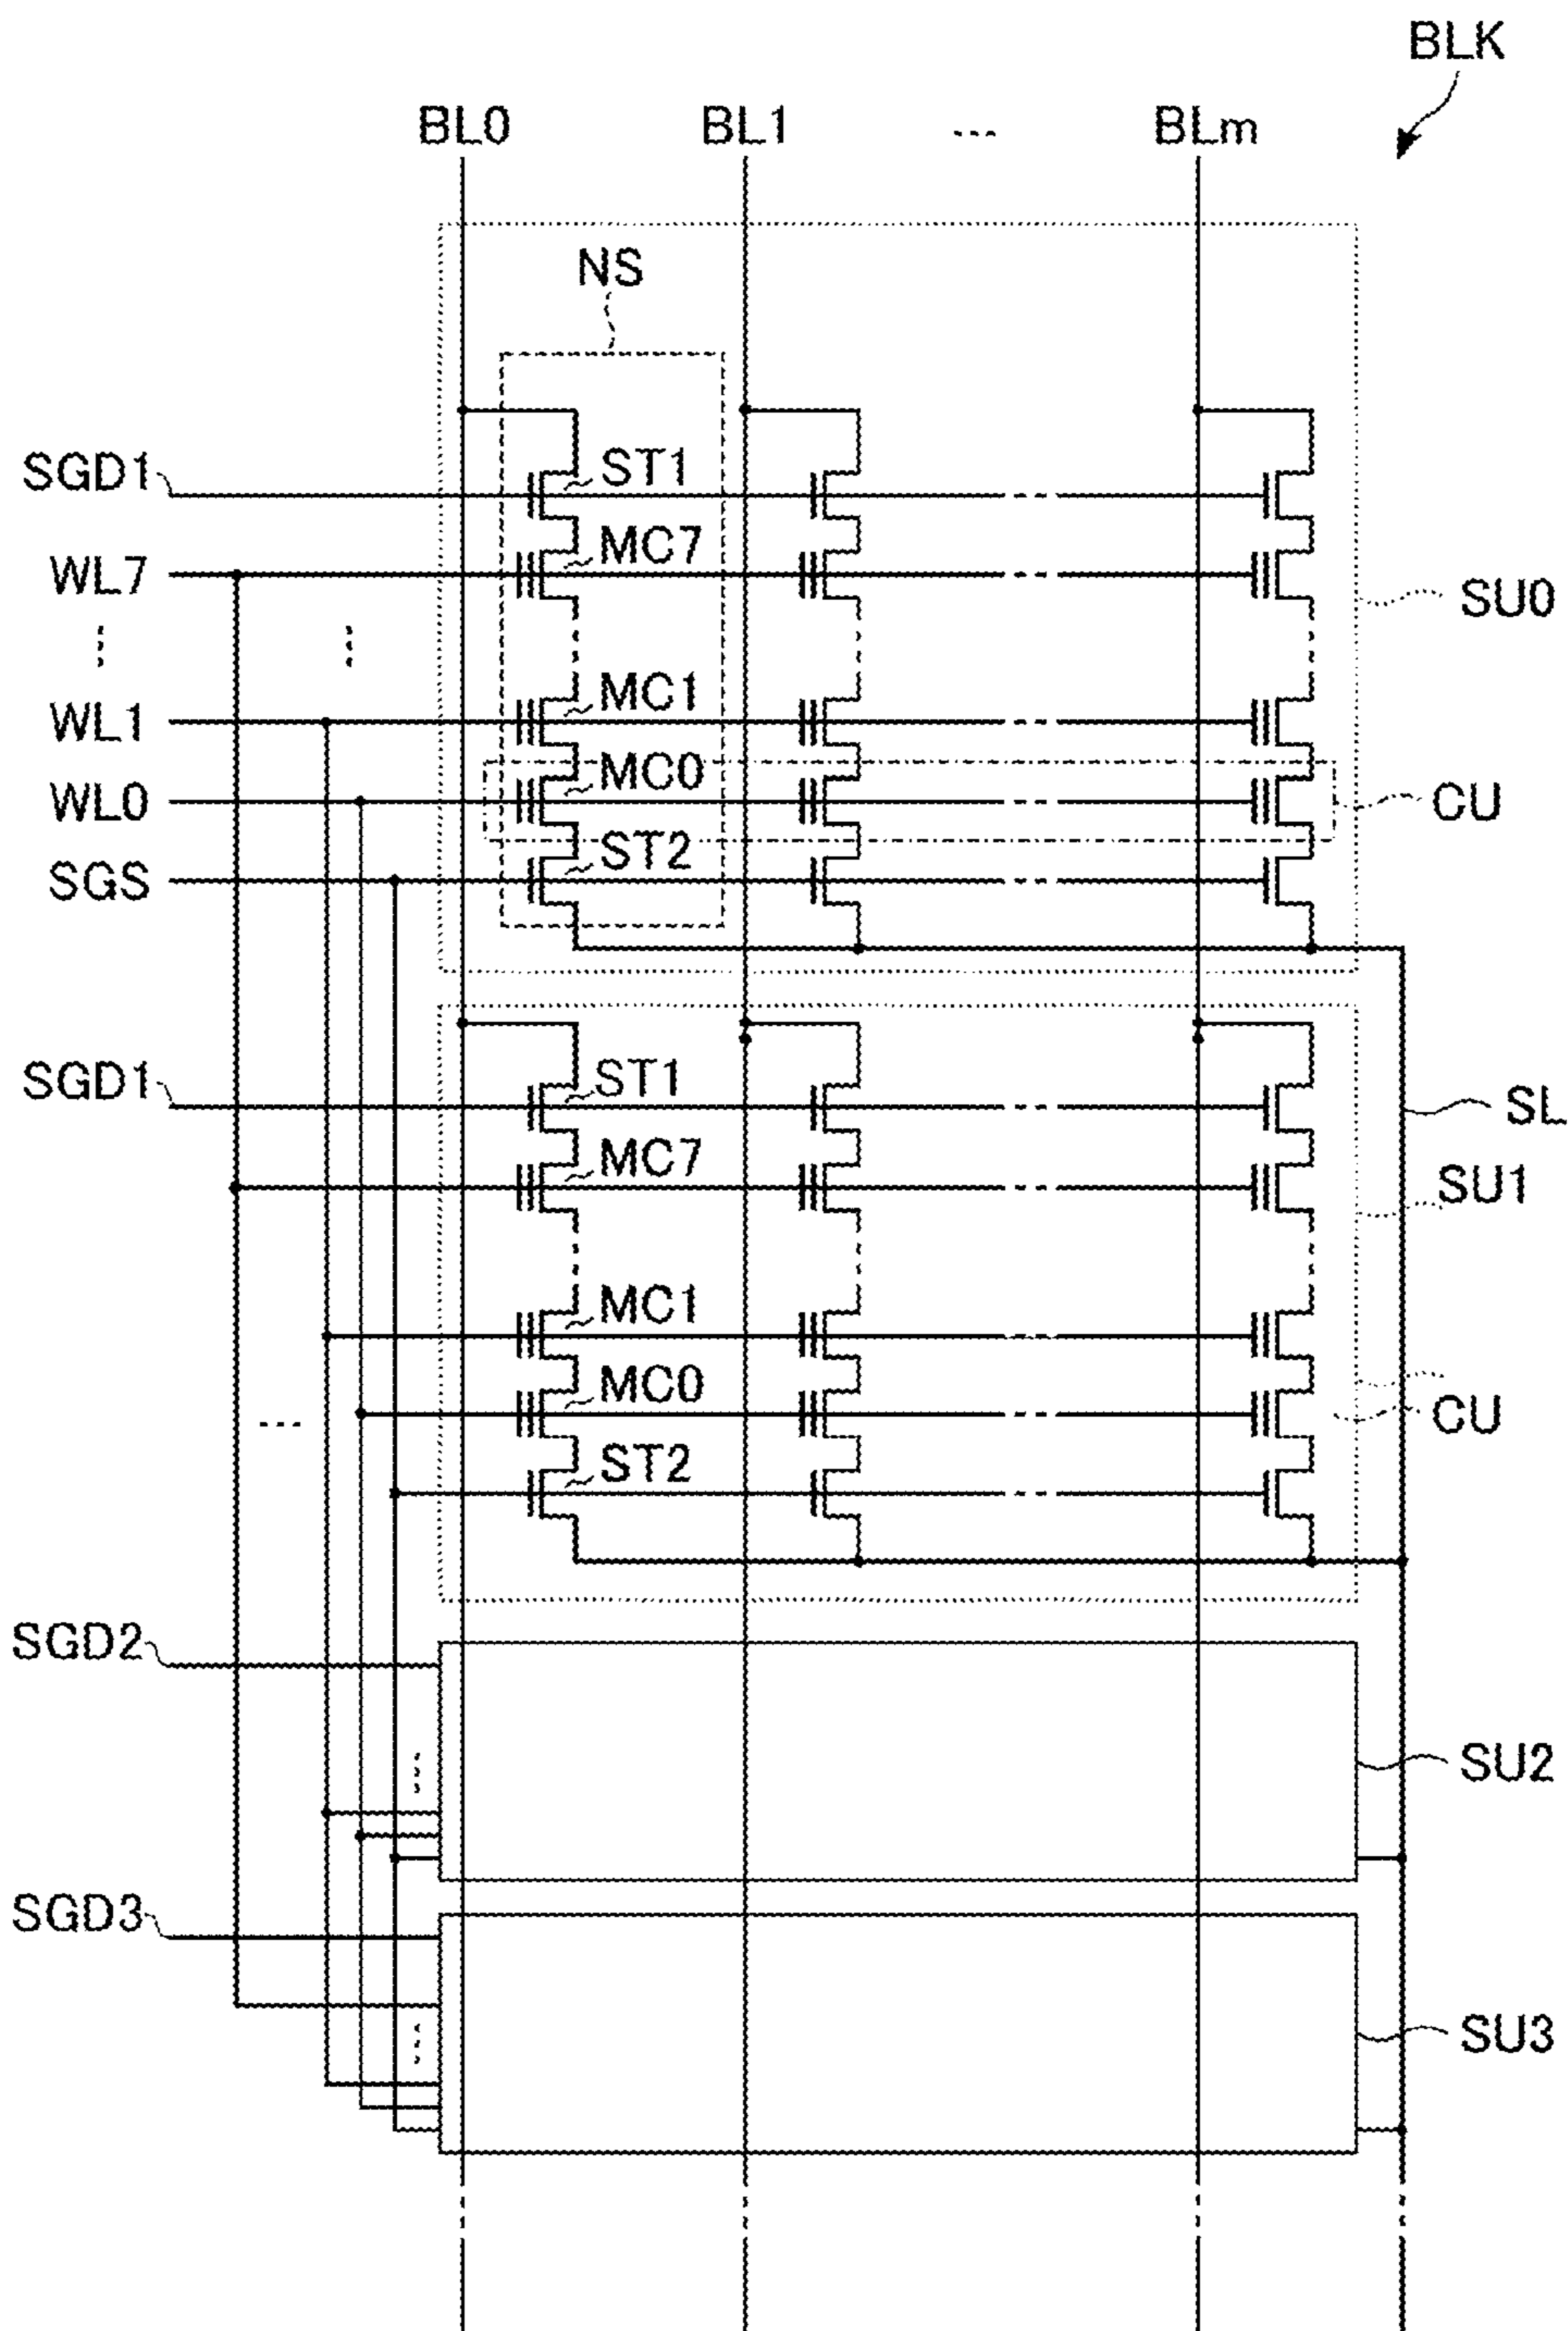 BLK
BL0 BL1 ... BLm
NS
SGD1 ST1
WL7 MC7
SU0
WL1 MC1
WL0 MC0 CU
SGS ST2
SGD1 ST1 SL
MC7 SU1
MC1
MC0 CU
ST2
SGD2
SU2
SGD3
SU3